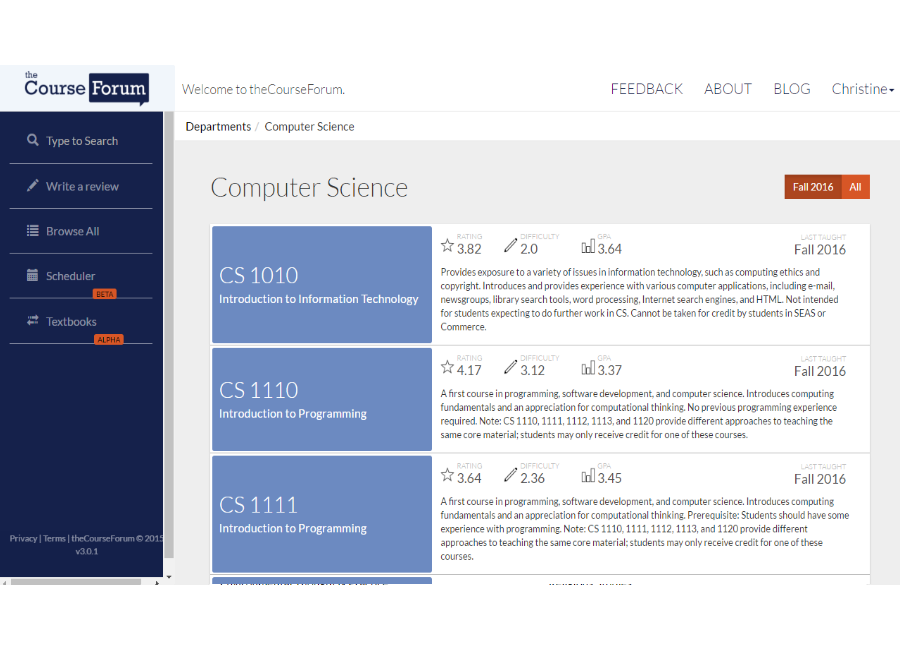 the
Course Forum
Welcome to theCourseForum.
FEEDBACK ABOUT BLOG Christine
Departments / Computer Science
Type to Search
Write a review
Browse All
Scheduler
BETA
Textbooks
ALPHA
Privacy | Terms | theCourseForum © 2015
v3.0.1
Computer Science
Fall 2016 All
CS 1010
Introduction to Information Technology
RATING DIFFICULTY GPA LAST TAUGHT
3.82 2.0 3.64 Fall 2016
Provides exposure to a variety of issues in information technology, such as computing ethics and
copyright. Introduces and provides experience with various computer applications, including e-mail,
newsgroups, library search tools, word processing, Internet search engines, and HTML. Not intended
for students expecting to do further work in CS. Cannot be taken for credit by students in SEAS or
Commerce.
CS 1110
Introduction to Programming
RATING DIFFICULTY GPA LAST TAUGHT
4.17 3.12 3.37 Fall 2016
A first course in programming, software development, and computer science. Introduces computing
fundamentals and an appreciation for computational thinking. No previous programming experience
required. Note: CS 1110, 1111, 1112, 1113, and 1120 provide different approaches to teaching the
same core material; students may only receive credit for one of these courses.
CS 1111
Introduction to Programming
RATING DIFFICULTY GPA LAST TAUGHT
3.64 2.36 3.45 Fall 2016
A first course in programming, software development, and computer science. Introduces computing
fundamentals and an appreciation for computational thinking. Prerequisite: Students should have some
experience with programming. Note: CS 1110, 1111, 1112, 1113, and 1120 provide different
approaches to teaching the same core material; students may only receive credit for one of these
courses.